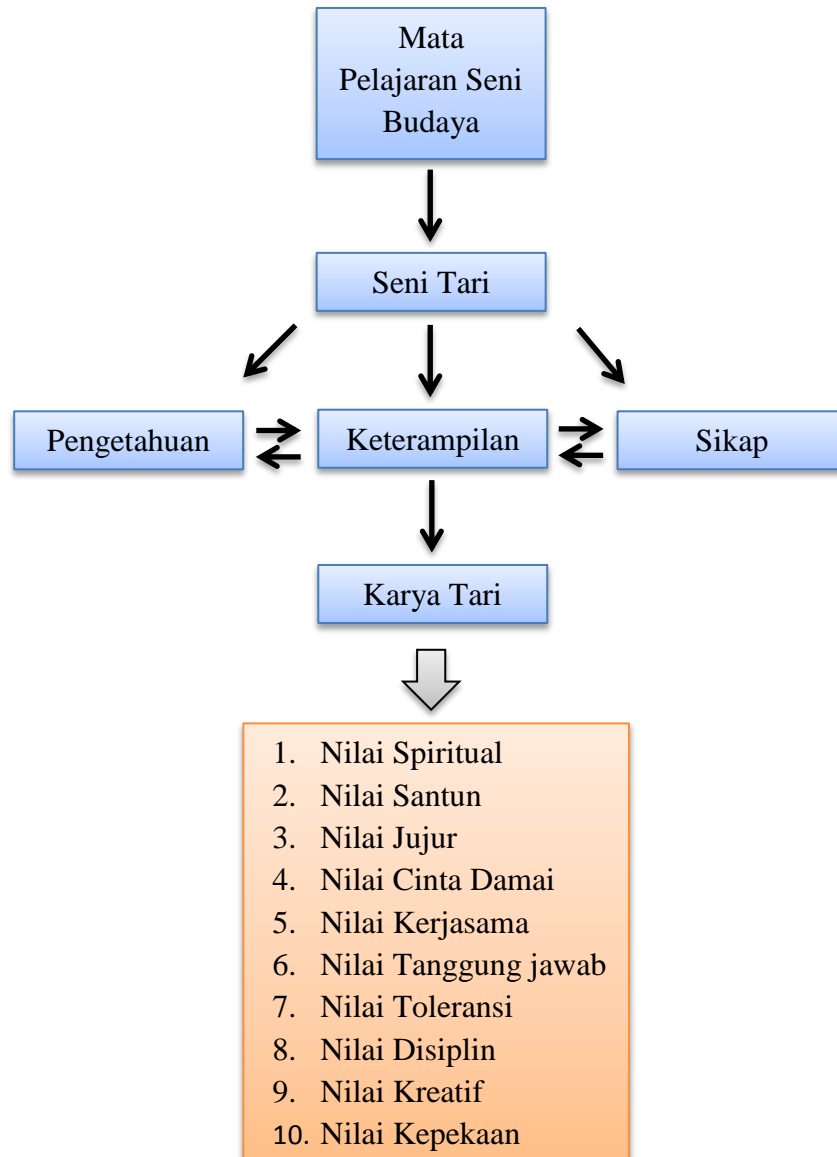 Mata
Pelajaran Seni
Budaya
Seni Tari
Pengetahuan
Keterampilan
Sikap
Karya Tari
1. Nilai Spiritual
2. Nilai Santun
3. Nilai Jujur
4. Nilai Cinta Damai
5. Nilai Kerjasama
6. Nilai Tanggung jawab
7. Nilai Toleransi
8. Nilai Disiplin
9. Nilai Kreatif
10. Nilai Kepekaan